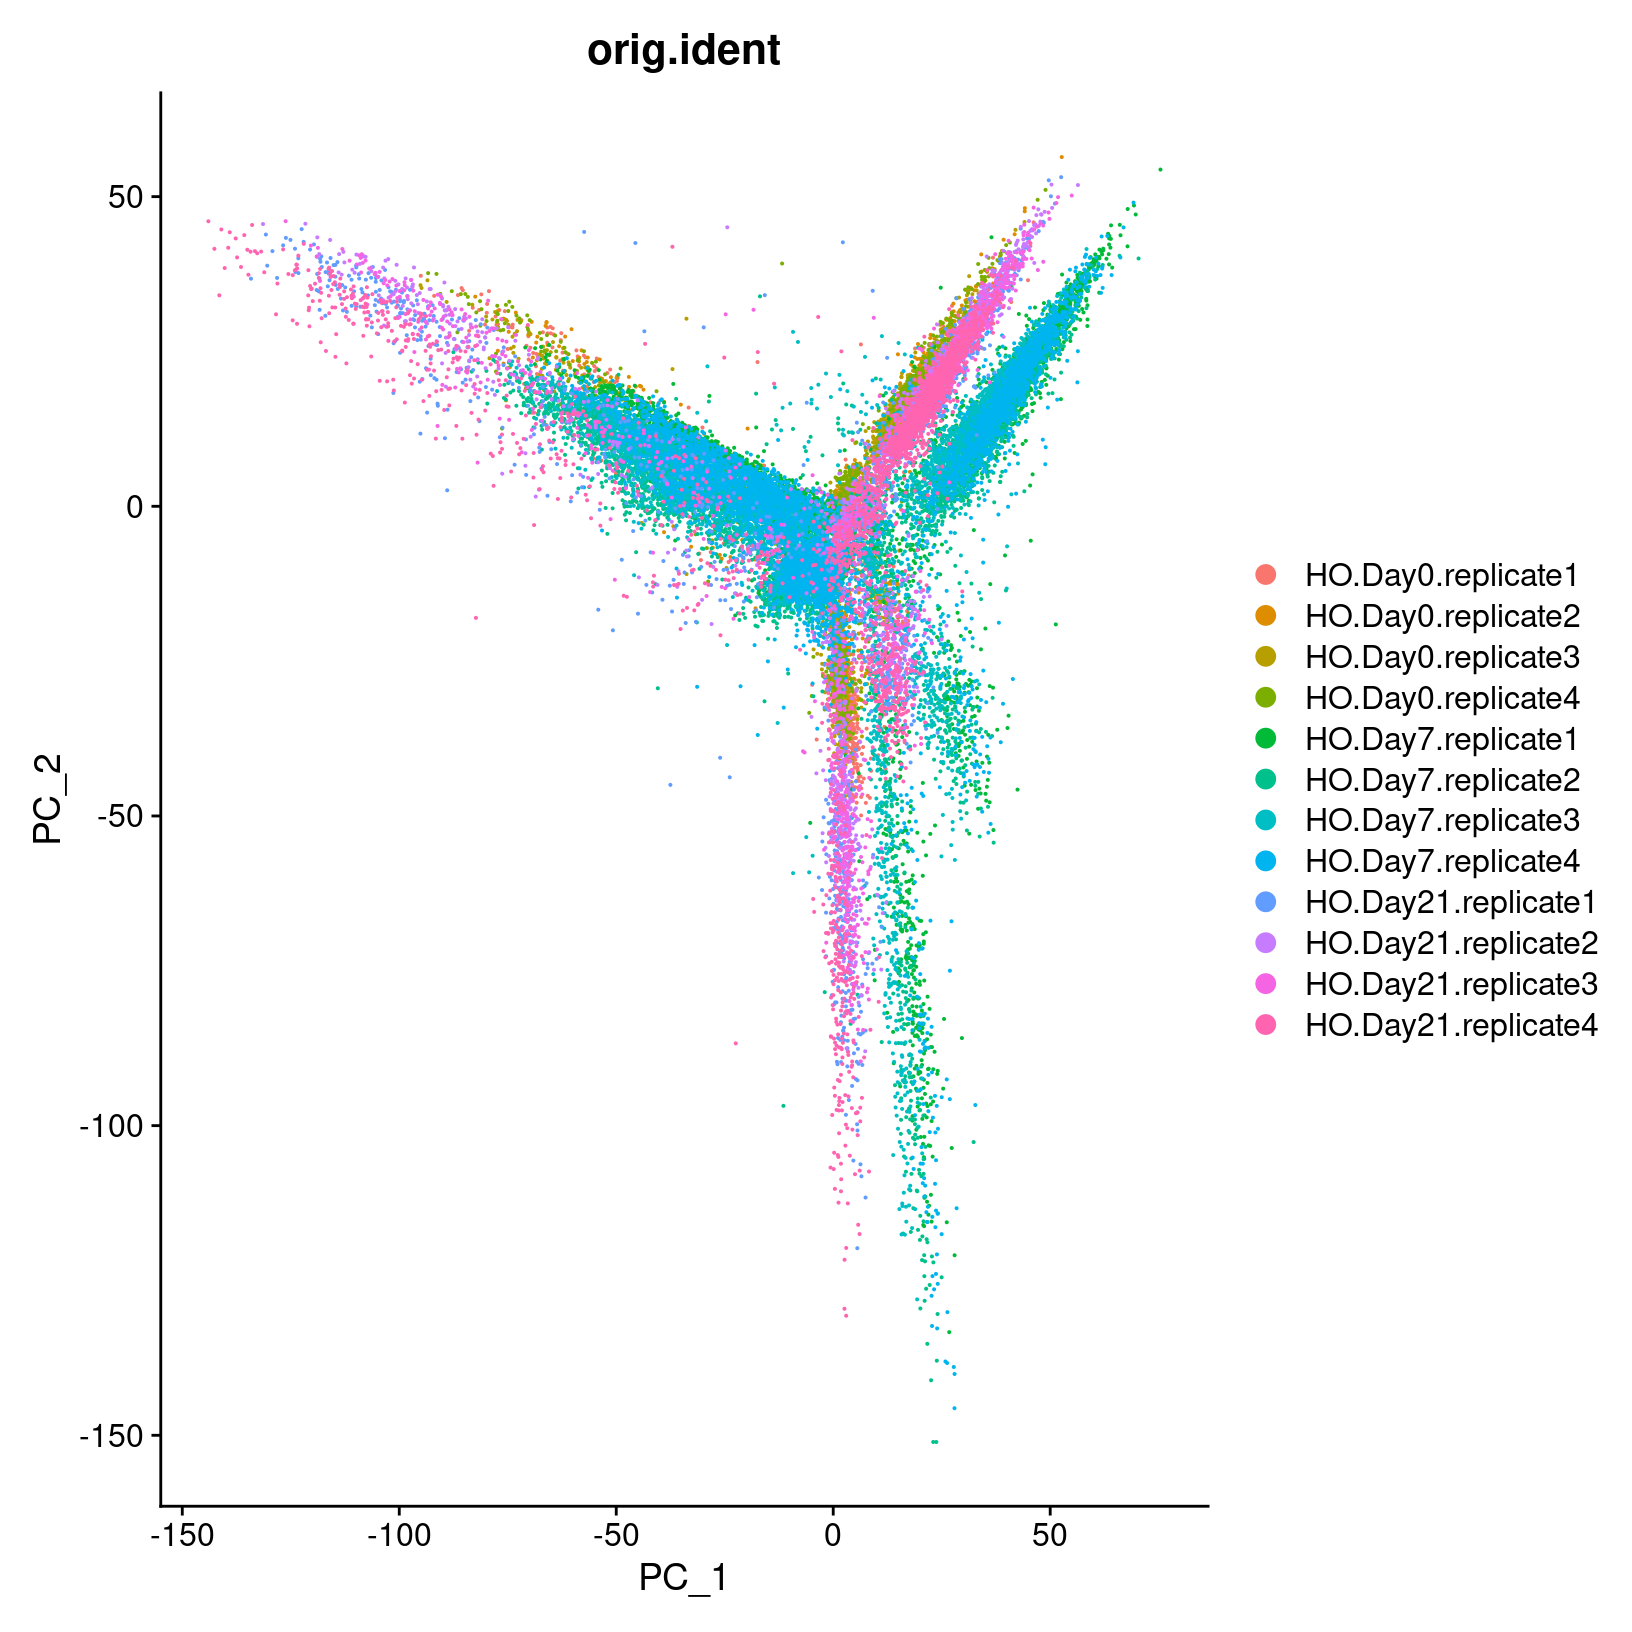 orig.ident
50
0
-50
-100
-150
PC_2
-150
-100
-50
0
50
PC_1
HO.Day0.replicate1
HO.Day0.replicate2
HO.Day0.replicate3
HO.Day0.replicate4
HO.Day7.replicate1
HO.Day7.replicate2
HO.Day7.replicate3
HO.Day7.replicate4
HO.Day21.replicate1
HO.Day21.replicate2
HO.Day21.replicate3
HO.Day21.replicate4